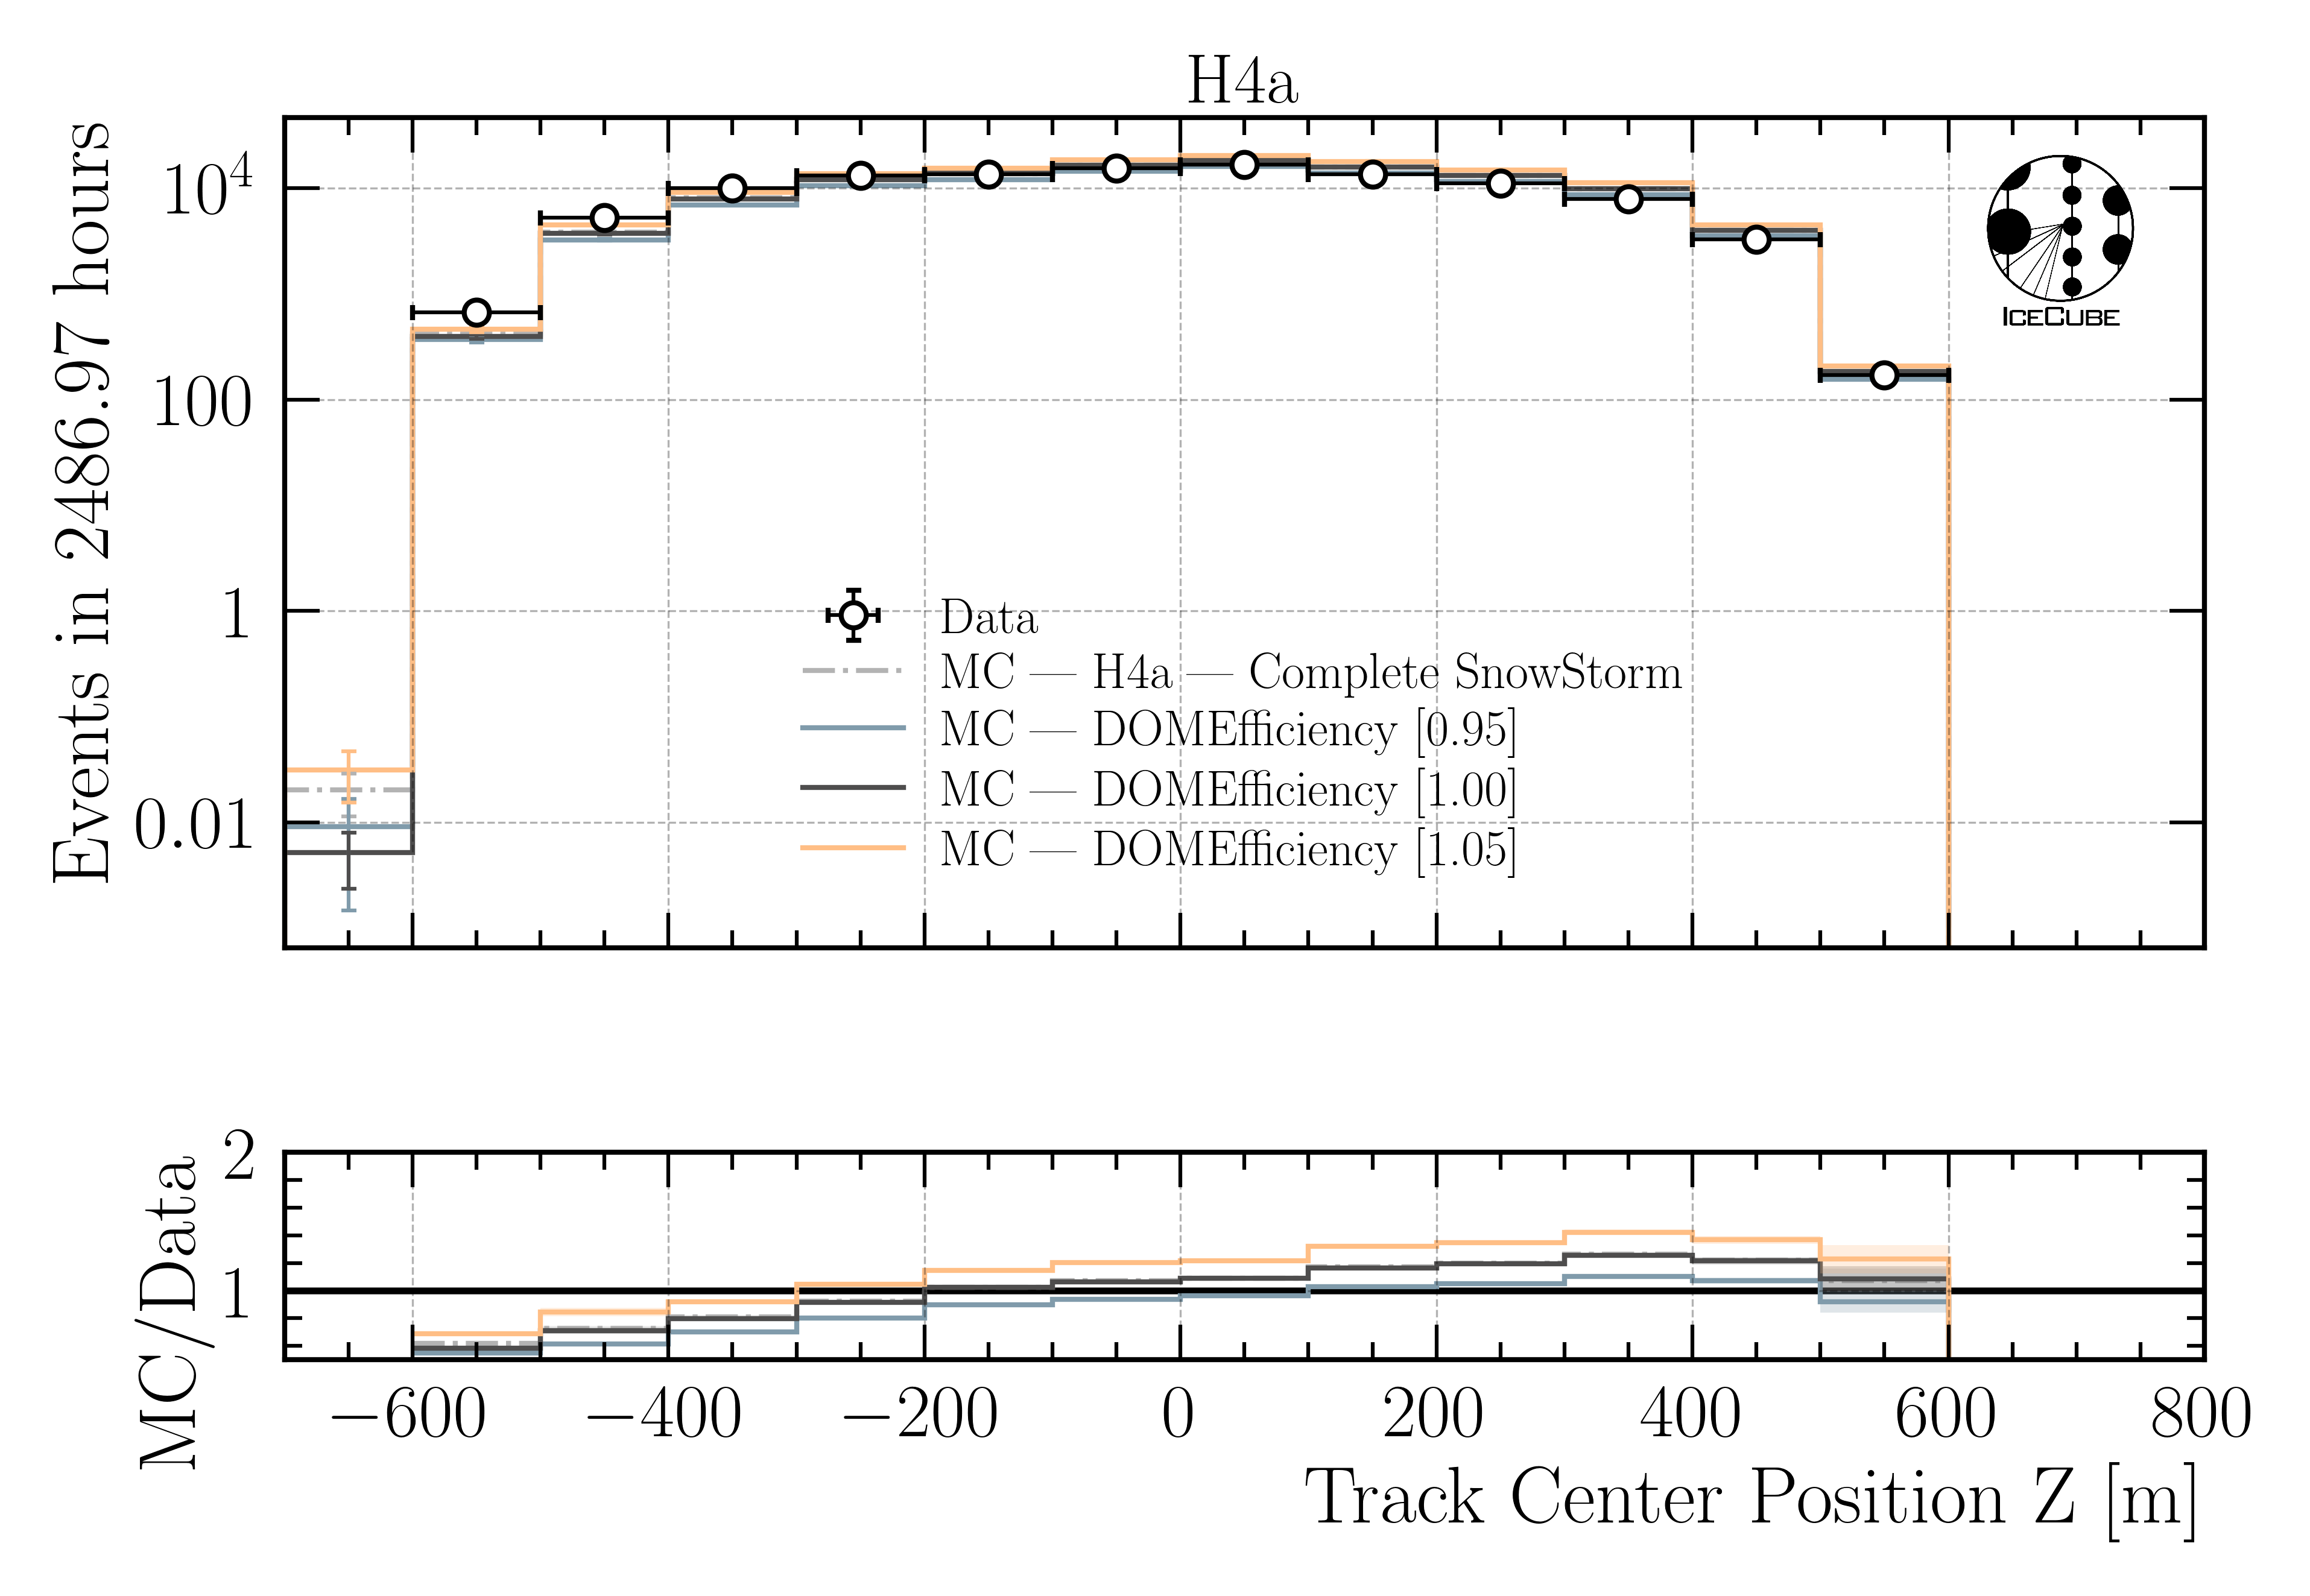 H4a
Events in 2486.97 hours
10⁴
100
1
0.01
ICECUBE
Data
MC — H4a — Complete SnowStorm
MC — DOMEfficiency [0.95]
MC — DOMEfficiency [1.00]
MC — DOMEfficiency [1.05]
MC/Data
2
1
−600 −400 −200 0 200 400 600 800
Track Center Position Z [m]